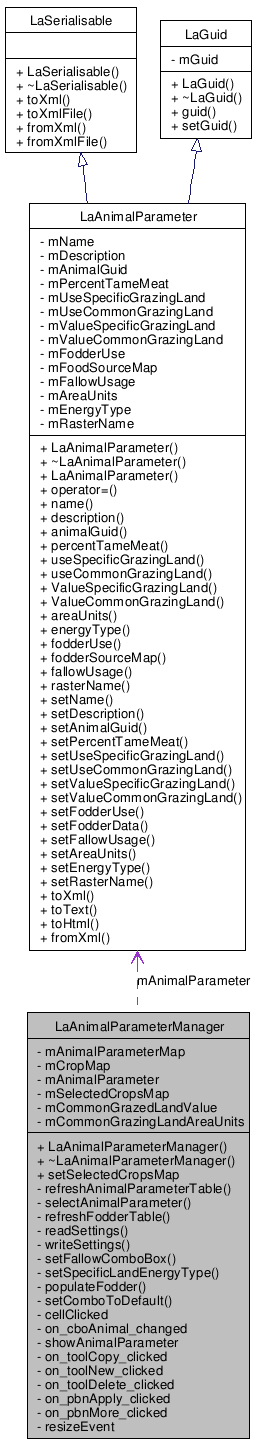 LaSerialisable
+ LaSerialisable()
+ ~LaSerialisable()
+ toXml()
+ toXmlFile()
+ fromXml()
+ fromXmlFile()
LaGuid
- mGuid
+ LaGuid()
+ ~LaGuid()
+ guid()
+ setGuid()
LaAnimalParameter
- mName
- mDescription
- mAnimalGuid
- mPercentTameMeat
- mUseSpecificGrazingLand
- mUseCommonGrazingLand
- mValueSpecificGrazingLand
- mValueCommonGrazingLand
- mFodderUse
- mFoodSourceMap
- mFallowUsage
- mAreaUnits
- mEnergyType
- mRasterName
+ LaAnimalParameter()
+ ~LaAnimalParameter()
+ LaAnimalParameter()
+ operator=()
+ name()
+ description()
+ animalGuid()
+ percentTameMeat()
+ useSpecificGrazingLand()
+ useCommonGrazingLand()
+ ValueSpecificGrazingLand()
+ ValueCommonGrazingLand()
+ areaUnits()
+ energyType()
+ fodderUse()
+ fodderSourceMap()
+ fallowUsage()
+ rasterName()
+ setName()
+ setDescription()
+ setAnimalGuid()
+ setPercentTameMeat()
+ setUseSpecificGrazingLand()
+ setUseCommonGrazingLand()
+ setValueSpecificGrazingLand()
+ setValueCommonGrazingLand()
+ setFodderUse()
+ setFodderData()
+ setFallowUsage()
+ setAreaUnits()
+ setEnergyType()
+ setRasterName()
+ toXml()
+ toText()
+ toHtml()
+ fromXml()
mAnimalParameter
LaAnimalParameterManager
- mAnimalParameterMap
- mCropMap
- mAnimalParameter
- mSelectedCropsMap
- mCommonGrazedLandValue
- mCommonGrazingLandAreaUnits
+ LaAnimalParameterManager()
+ ~LaAnimalParameterManager()
+ setSelectedCropsMap
- refreshAnimalParameterTable()
- selectAnimalParameter()
- refreshFodderTable()
- readSettings()
- writeSettings()
- setFallowComboBox()
- setSpecificLandEnergyType()
- populateFodder()
- setComboToDefault()
- cellClicked
- on_cboAnimal_changed
- showAnimalParameter
- on_toolCopy_clicked
- on_toolNew_clicked
- on_toolDelete_clicked
- on_pbnApply_clicked
- on_pbnMore_clicked
- resizeEvent